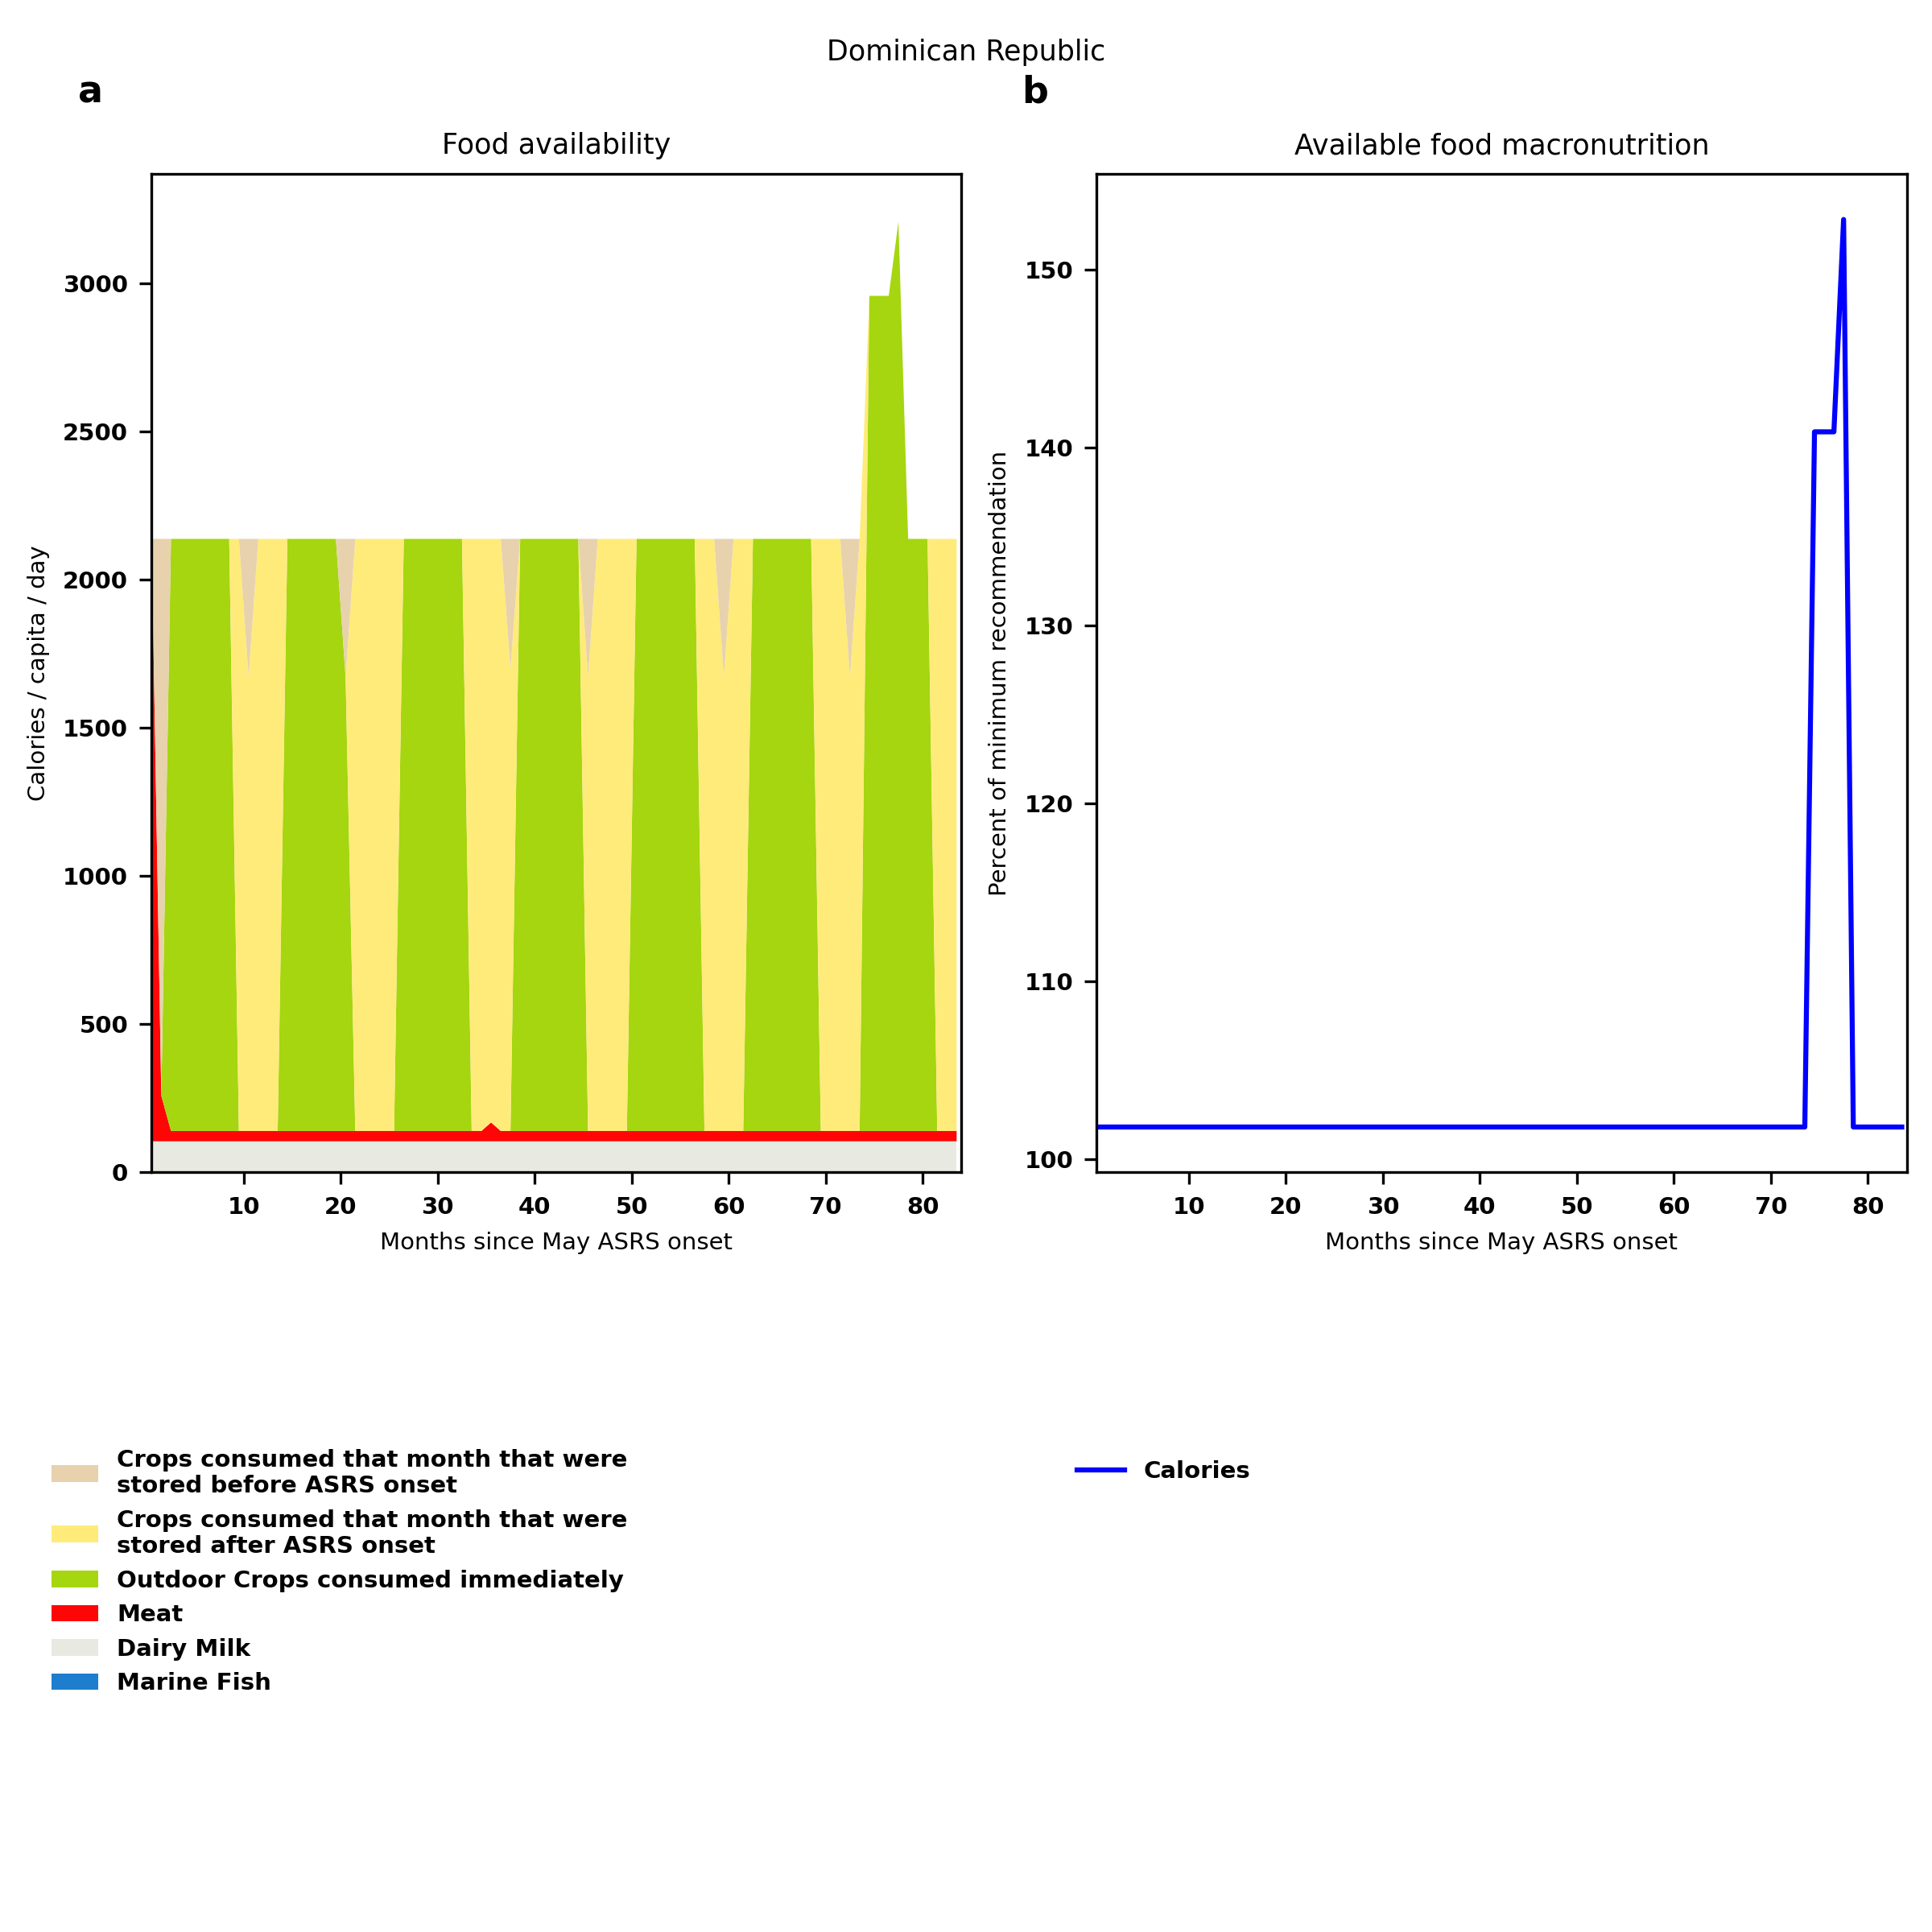 Dominican Republic
a
b
Food availability
Available food macronutrition
3000
2500
2000
1500
1000
500
0
Calories / capita / day
10 20 30 40 50 60 70 80
Months since May ASRS onset
150
140
130
120
110
100
Percent of minimum recommendation
10 20 30 40 50 60 70 80
Months since May ASRS onset
Crops consumed that month that were
stored before ASRS onset
Crops consumed that month that were
stored after ASRS onset
Outdoor Crops consumed immediately
Meat
Dairy Milk
Marine Fish
Calories